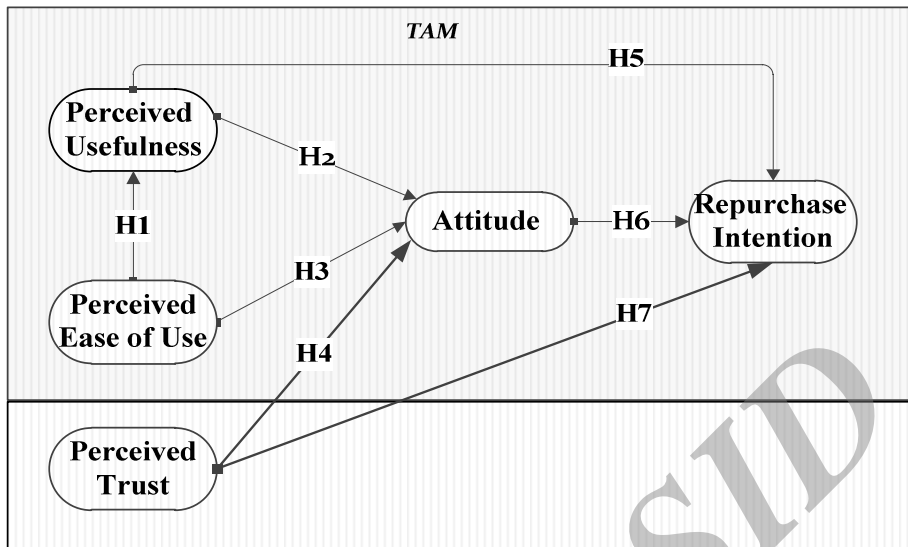 TAM
H5
Perceived
Usefulness
H2
Attitude
H6
Repurchase
Intention
H1
H3
Perceived
Ease of Use
H4
H7
Perceived
Trust
SID